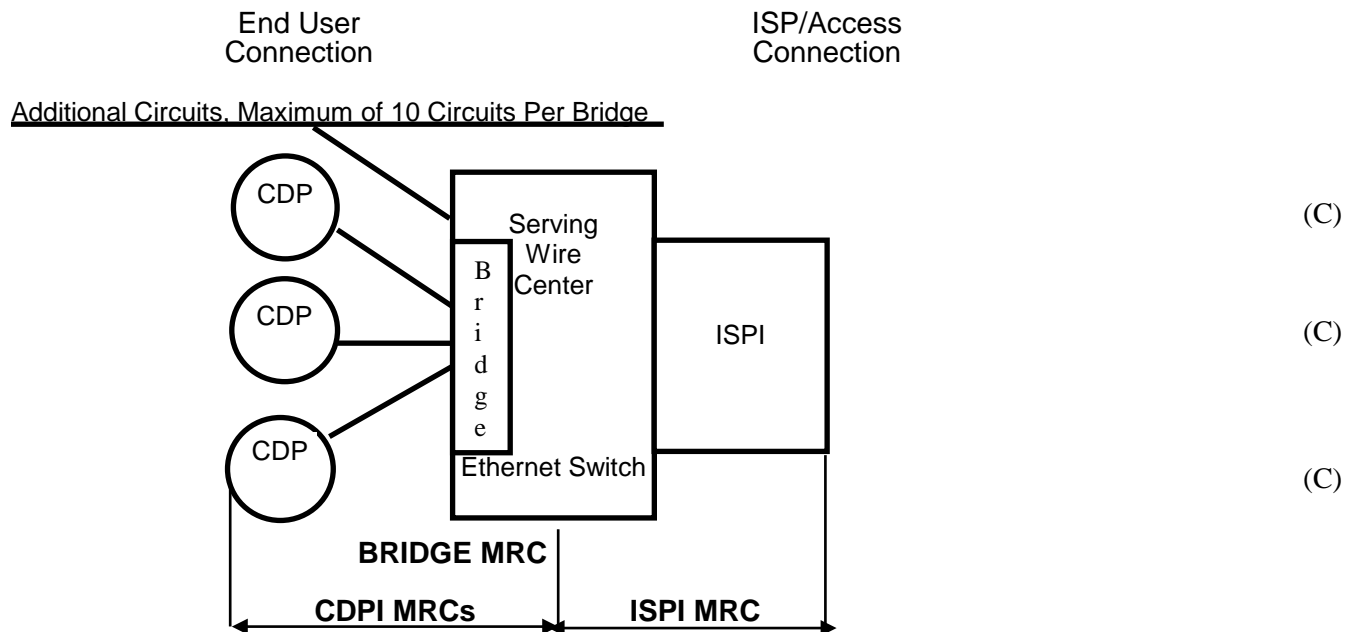 End User
Connection
ISP/Access
Connection
Additional Circuits, Maximum of 10 Circuits Per Bridge
CDP
(C)
Serving
Wire
Center
Bridge
CDP
ISPI
(C)
CDP
Ethernet Switch
(C)
BRIDGE MRC
CDPI MRCs
ISPI MRC